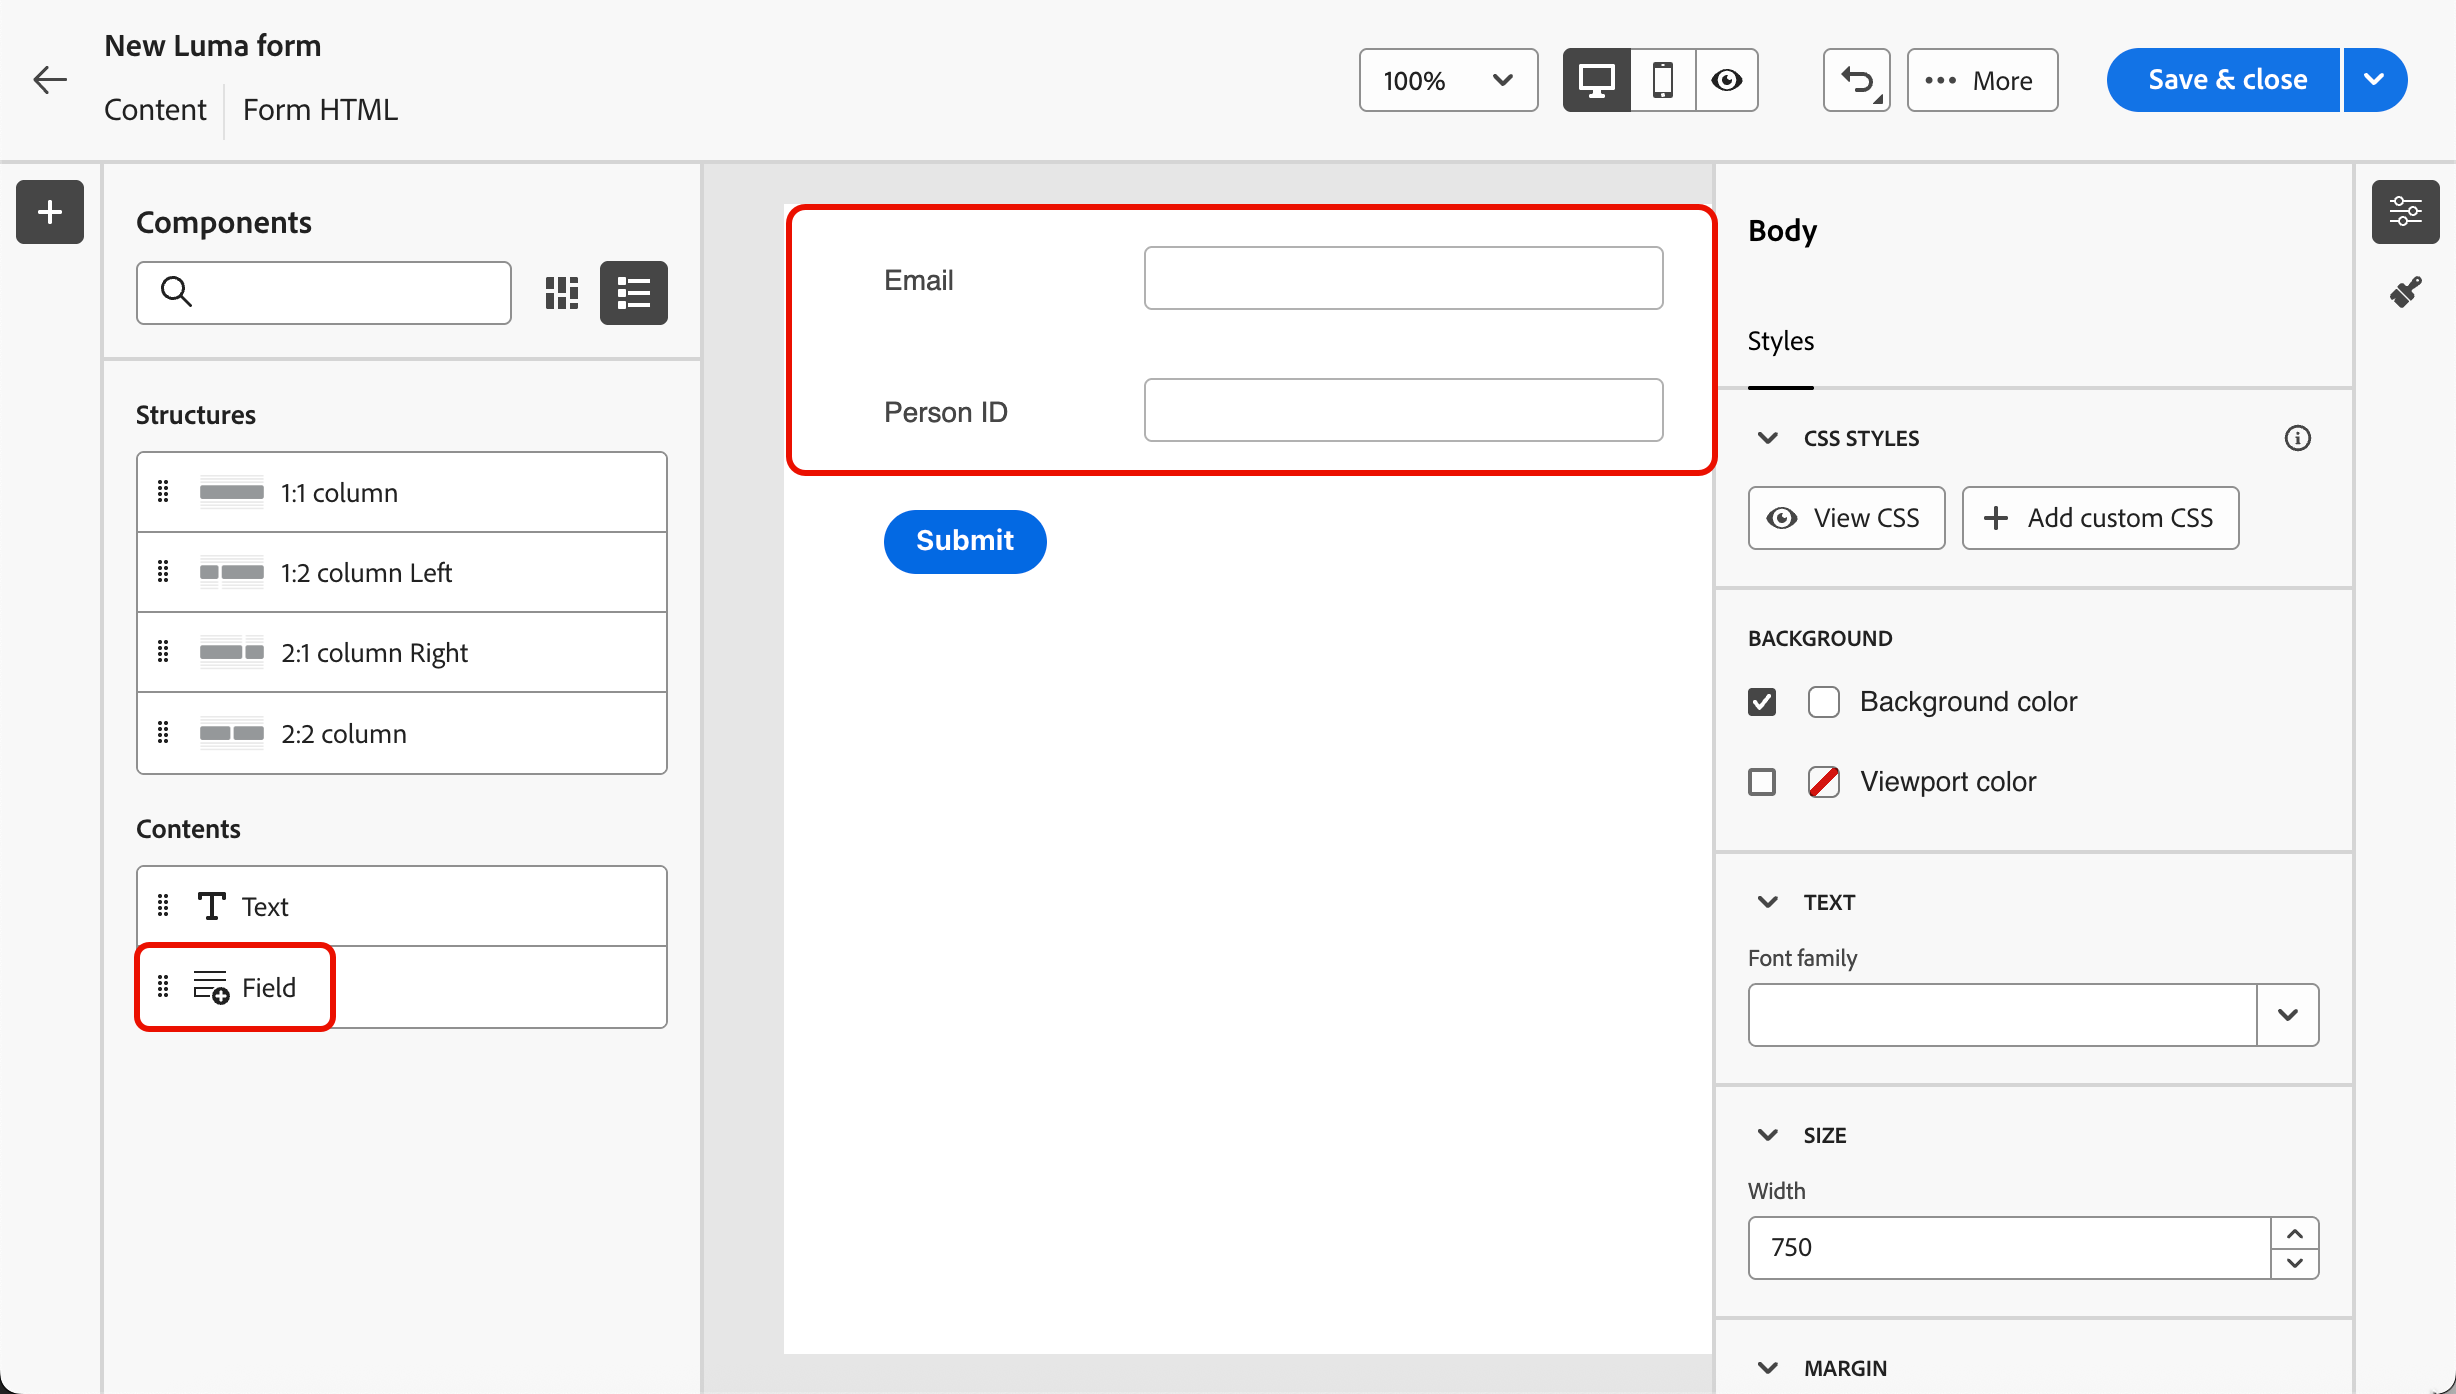 New Luma form
Content
Form HTML
100%
More
Save & close
Components
Structures
1:1 column
1:2 column Left
2:1 column Right
2:2 column
Contents
Text
Field
Email
Person ID
Submit
Body
Styles
CSS STYLES
View CSS
Add custom CSS
BACKGROUND
Background color
Viewport color
TEXT
Font family
SIZE
Width
750
MARGIN